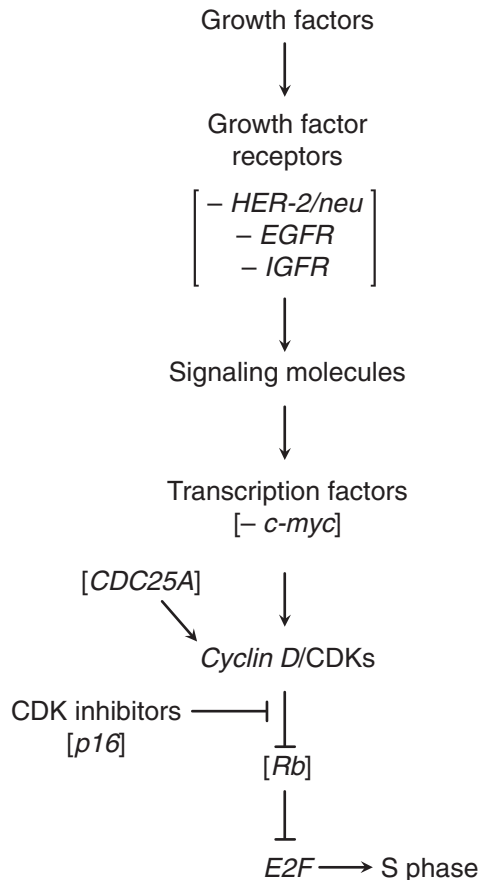 Growth factors
Growth factor
receptors
– HER-2/neu
– EGFR
– IGFR
Signaling molecules
Transcription factors
[– c-myc]
[CDC25A]
Cyclin D/CDKs
CDK inhibitors
[p16]
[Rb]
E2F
S phase